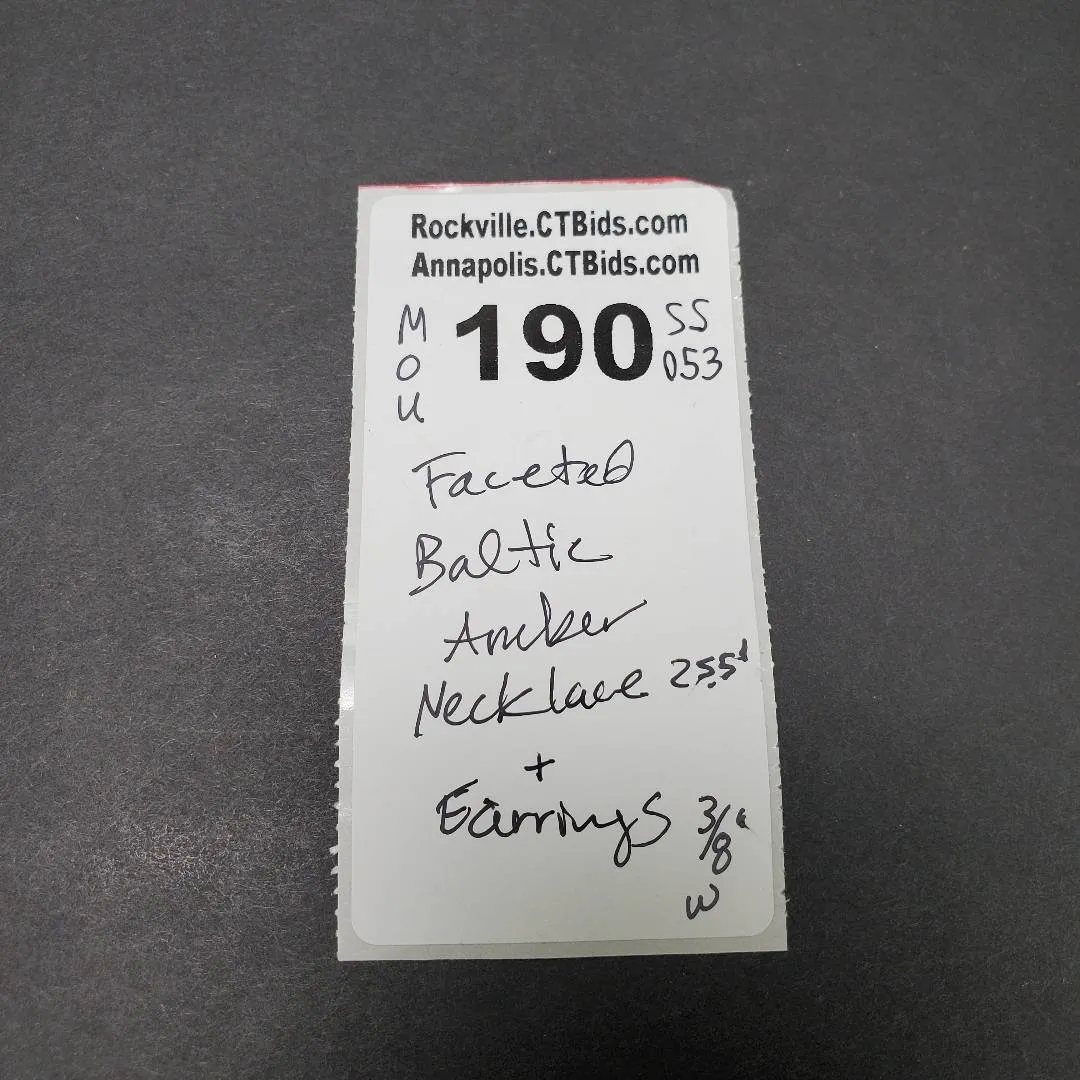 Rockville.CTBids.com
Annapolis.CTBids.com
M O U
190
SS
053
Faceted
Baltic
Amber
Necklace 25.5"
+
Earrings 3/8"
W